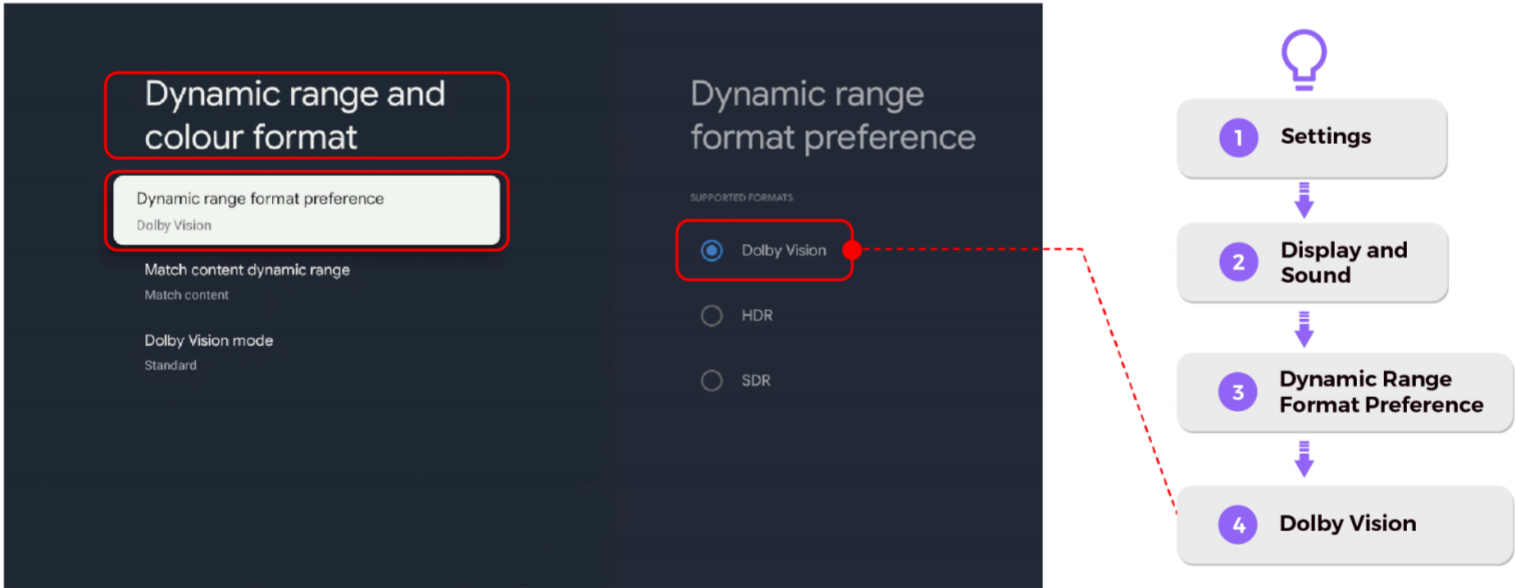 Dynamic range and
colour format
Dynamic range format preference
Dolby Vision
Match content dynamic range
Match content
Dolby Vision mode
Standard
Dynamic range
format preference
SUPPORTED FORMATS
Dolby Vision
HDR
SDR
1 Settings
2 Display and
Sound
3 Dynamic Range
Format Preference
4 Dolby Vision